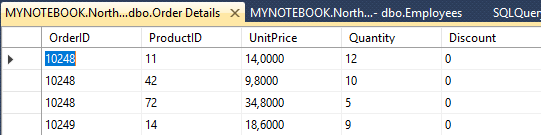 MYNOTEBOOK.North...dbo.Order Details MYNOTEBOOK.North...- dbo.Employees SQLQuer
OrderID ProductID UnitPrice Quantity Discount
10248 11 14,0000 12 0
10248 42 9,8000 10 0
10248 72 34,8000 5 0
10249 14 18,6000 9 0